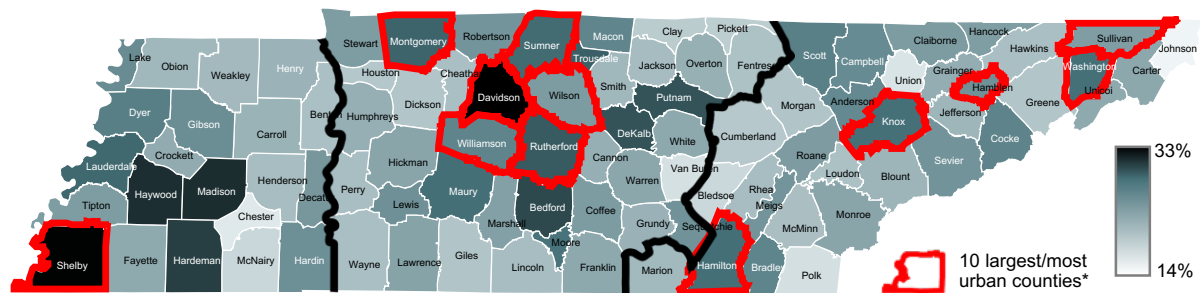 Pickett
Clay
Macon
Robertson
Stewart
Montgomery
Sumner
Hancock
Claiborne
Scott
Sullivan
Hawkins
Johnson
Lake
Obion
Weakley
Henry
Houston
Cheatham
Trousdale
Jackson
Overton
Fentress
Campbell
Union
Grainger
Washington
Carter
Dickson
Davidson
Wilson
Smith
Putnam
Morgan
Anderson
Hamblen
Unicoi
Dyer
Gibson
Carroll
Benton
Humphreys
Jefferson
Greene
Knox
Crockett
Williamson
Rutherford
DeKalb
White
Cumberland
Cocke
Lauderdale
Hickman
Cannon
Roane
Sevier
Haywood
Madison
Henderson
Perry
Maury
Warren
Van Buren
Loudon
Blount
Tipton
Decatur
Lewis
Bedford
Coffee
Bledsoe
Rhea
Meigs
Chester
Marshall
Grundy
Sequatchie
Monroe
McMinn
Moore
Shelby
Fayette
Hardeman
McNairy
Hardin
Wayne
Lawrence
Giles
Lincoln
Franklin
Marion
Hamilton
Bradley
Polk
33%
14%
10 largest/most
urban counties*